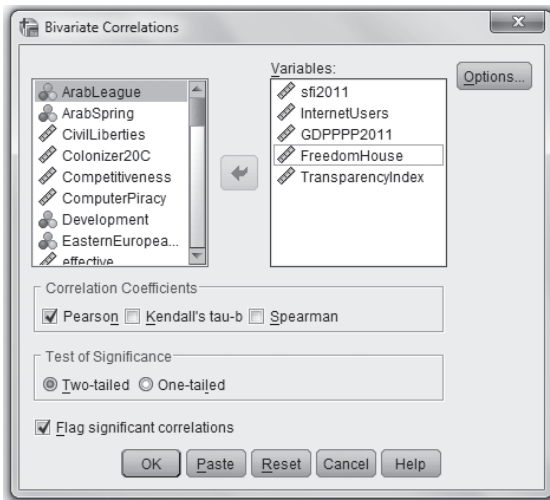 Bivariate Correlations
x
ArabLeague
ArabSpring
CivilLiberties
Colonizer20C
Competitiveness
ComputerPiracy
Development
EasternEuropea...
effective
Variables:
sfi2011
InternetUsers
GDPPPP2011
FreedomHouse
TransparencyIndex
Options...
Correlation Coefficients
Pearson Kendall's tau-b Spearman
Test of Significance
Two-tailed One-tailed
Flag significant correlations
OK Paste Reset Cancel Help